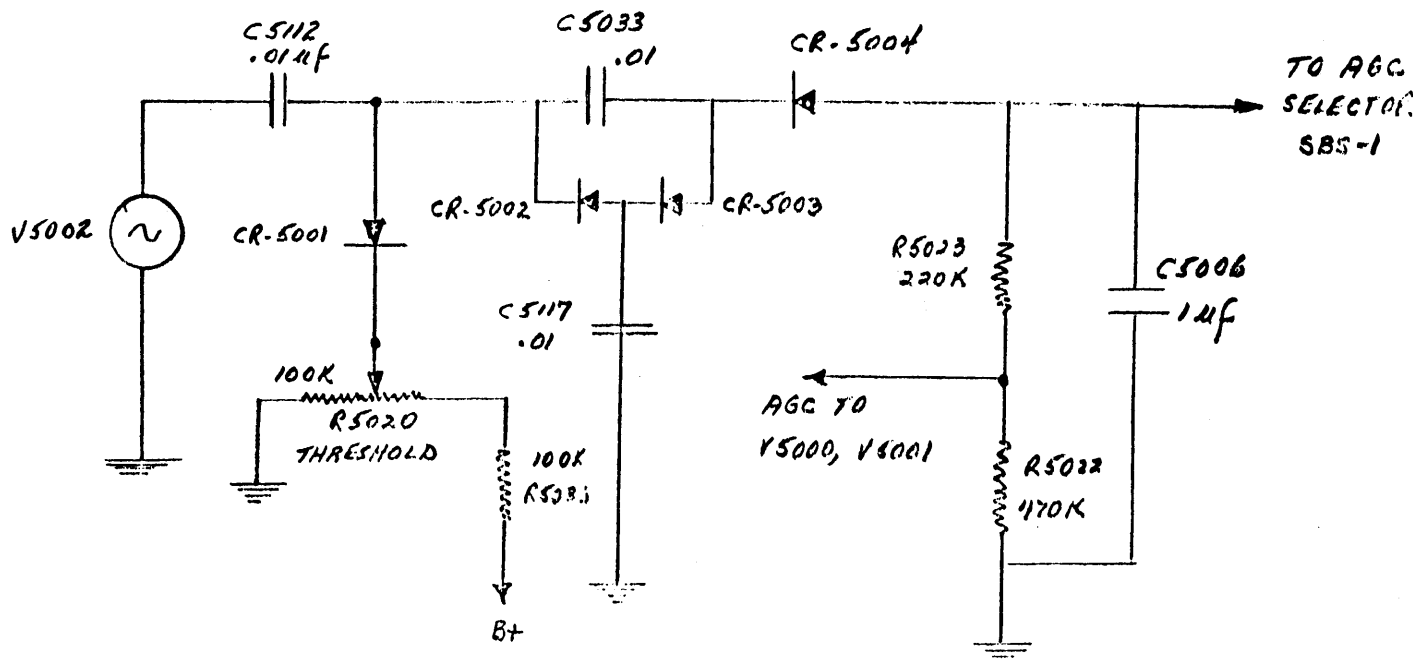 C5112
.01 µf
C5033
.01
CR-5004
TO AGC
SELECTOR
SBS-1
V5002
CR-5001
CR-5002
CR-5003
R5023
220K
C5006
1 µf
C5117
.01
100K
R5020
THRESHOLD
AGC TO
V5000, V5001
100K
R5022
470K
B+